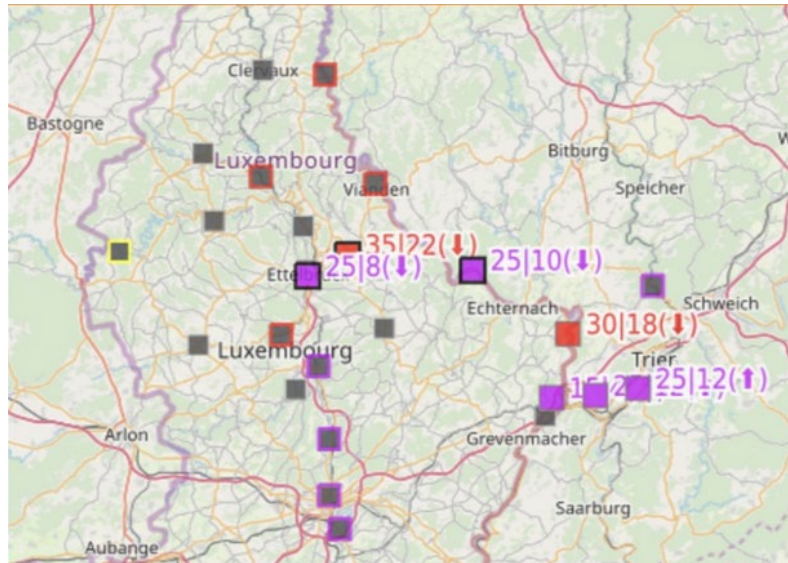 Clervaux
Bastogne
Luxembourg
Bitburg
Vianden
Speicher
35|22(⬇)
25|8(⬇)
25|10(⬇)
Echternach
Schweich
30|18(⬇)
Luxembourg
Trier
25|12(⬆)
Arlon
Grevenmacher
Saarburg
Aubange